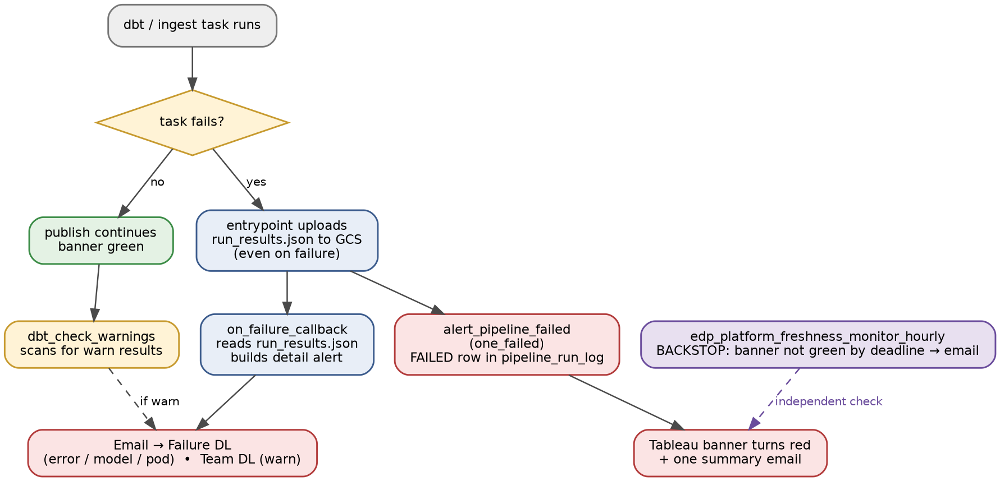 dbt / ingest task runs
task fails?
no
yes
publish continues
banner green
entrypoint uploads
run_results.json to GCS
(even on failure)
dbt_check_warnings
scans for warn results
on_failure_callback
reads run_results.json
builds detail alert
alert_pipeline_failed
(one_failed)
FAILED row in pipeline_run_log
edp_platform_freshness_monitor_hourly
BACKSTOP: banner not green by deadline → email
if warn
independent check
Email → Failure DL
(error / model / pod)  •  Team DL (warn)
Tableau banner turns red
+ one summary email